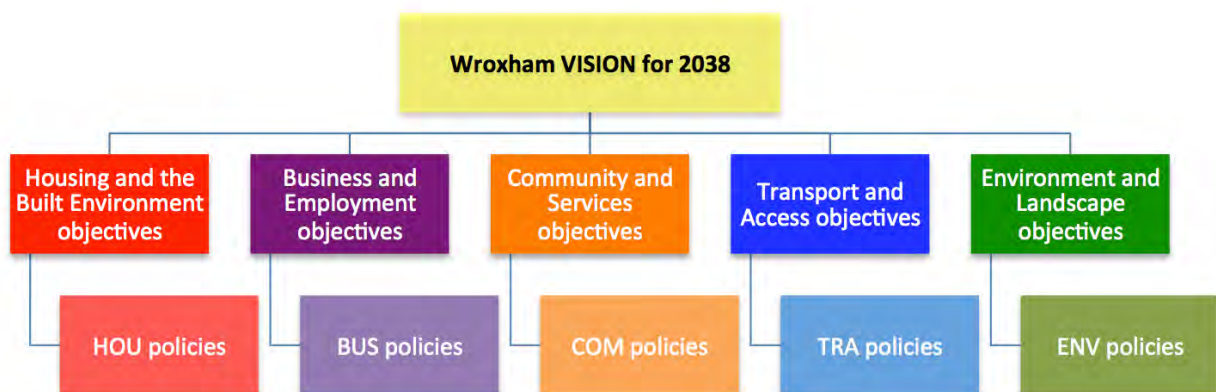 Wroxham VISION for 2038
Housing and the
Built Environment
objectives
Business and
Employment
objectives
Community and
Services
objectives
Transport and
Access objectives
Environment and
Landscape
objectives
HOU policies
BUS policies
COM policies
TRA policies
ENV policies